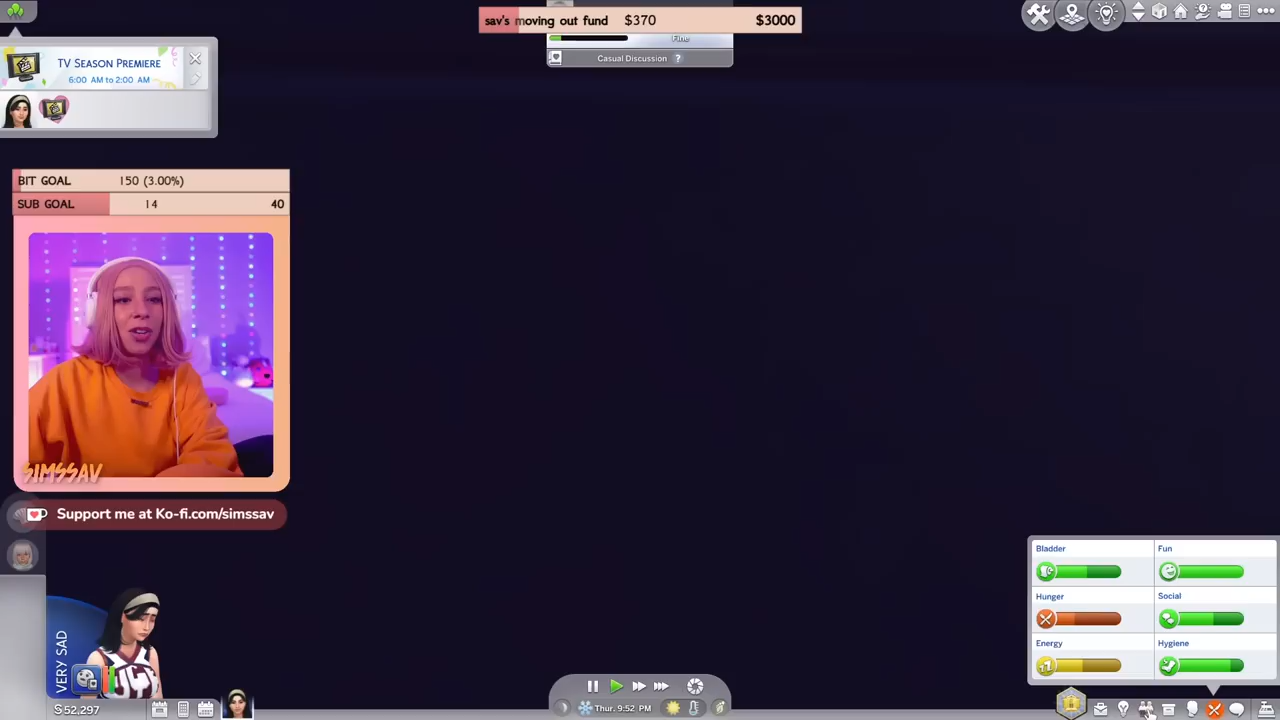 sav's moving out fund $370 $3000
Fine
Casual Discussion ?
TV SEASON PREMIERE
6:00 AM to 2:00 AM
BIT GOAL 150 (3.00%)
SUB GOAL 14 40
SIMSSAV
Support me at Ko-fi.com/simssav
VERY SAD
Bladder
Fun
Hunger
Social
Energy
Hygiene
Thur. 9:52 PM
§52,297